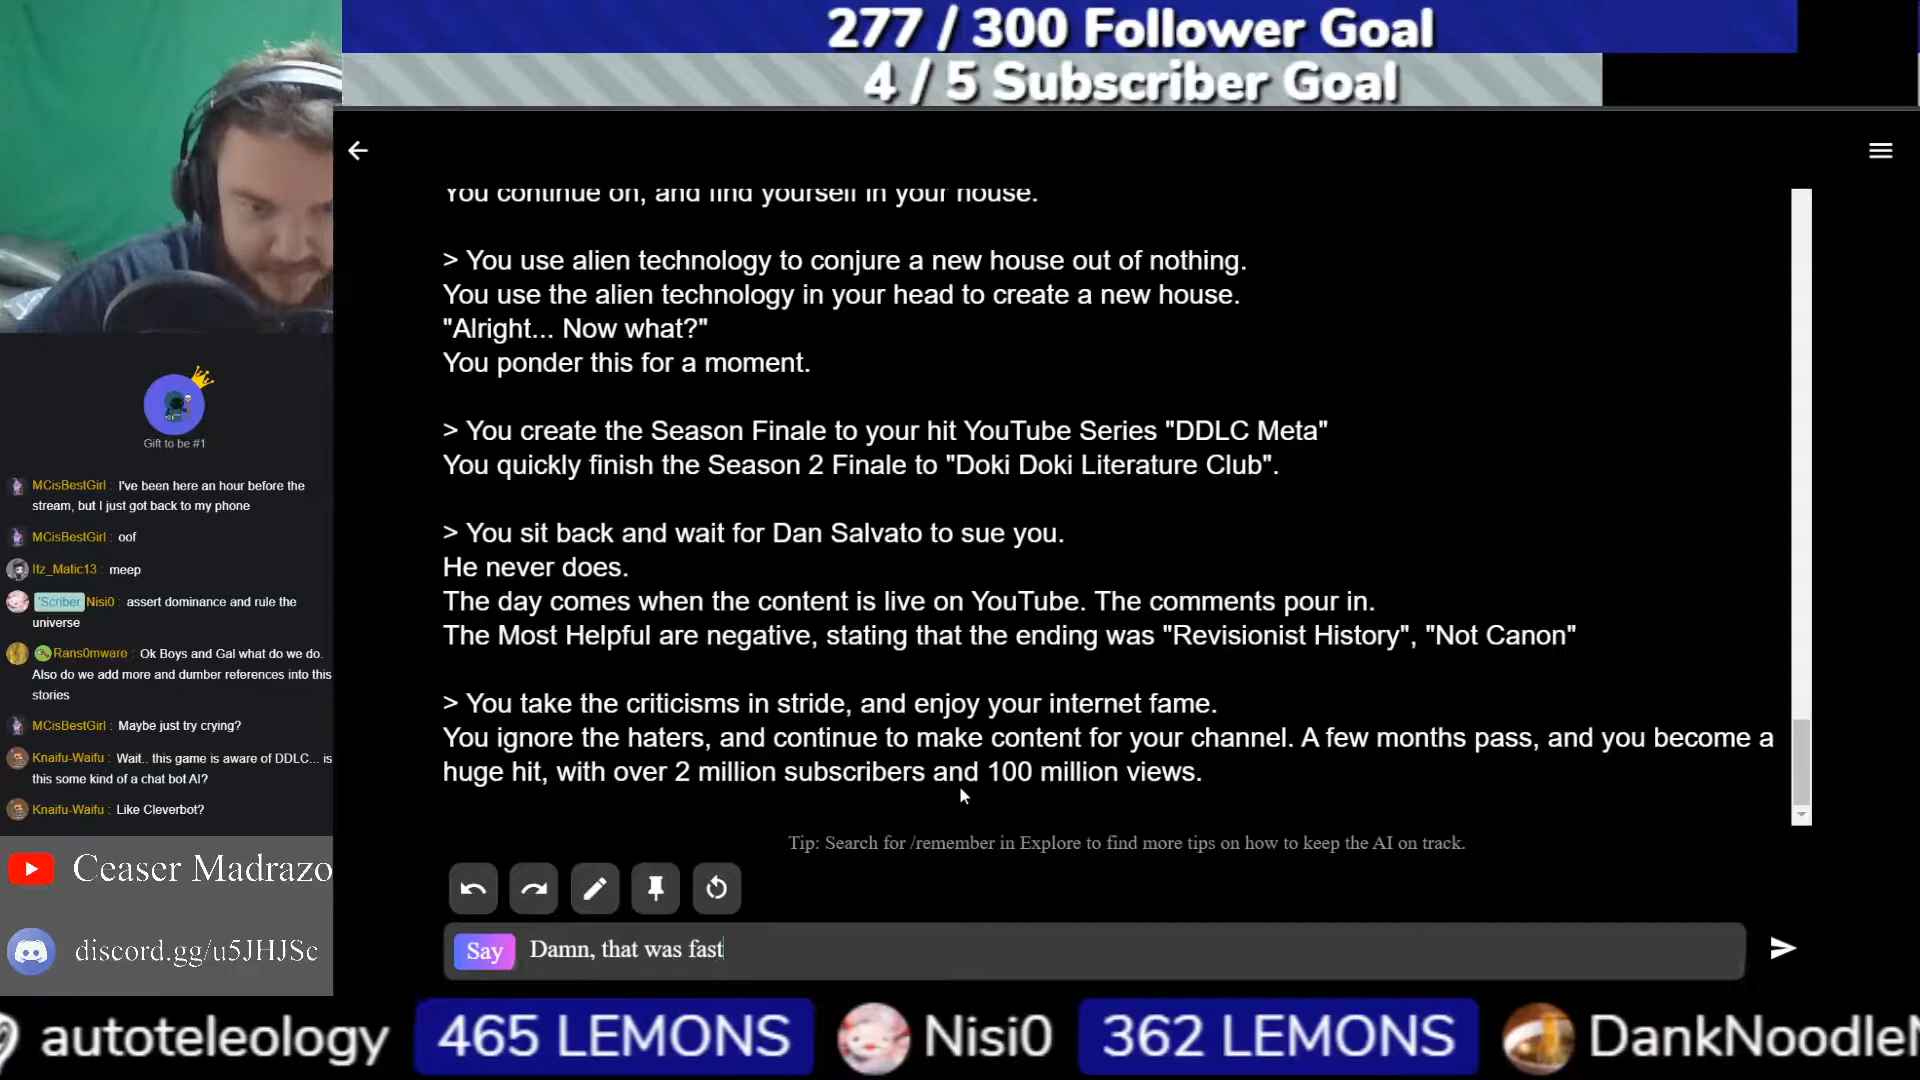 277 / 300 Follower Goal
4 / 5 Subscriber Goal
You continue on, and find yourself in your house.
> You use alien technology to conjure a new house out of nothing.
You use the alien technology in your head to create a new house.
"Alright... Now what?"
You ponder this for a moment.
> You create the Season Finale to your hit YouTube Series "DDLC Meta"
You quickly finish the Season 2 Finale to "Doki Doki Literature Club".
> You sit back and wait for Dan Salvato to sue you.
He never does.
The day comes when the content is live on YouTube. The comments pour in.
The Most Helpful are negative, stating that the ending was "Revisionist History", "Not Canon"
> You take the criticisms in stride, and enjoy your internet fame.
You ignore the haters, and continue to make content for your channel. A few months pass, and you become a
huge hit, with over 2 million subscribers and 100 million views.
Tip: Search for /remember in Explore to find more tips on how to keep the AI on track.
Say Damn, that was fast
Gift to be #1
MCisBestGirl : I've been here an hour before the
stream, but I just got back to my phone
MCisBestGirl : oof
Itz_Matic13 : meep
'Scriber Nisi0 : assert dominance and rule the
universe
Rans0mware : Ok Boys and Gal what do we do.
Also do we add more and dumber references into this
stories
MCisBestGirl : Maybe just try crying?
Knaifu-Waifu : Wait.. this game is aware of DDLC... is
this some kind of a chat bot AI?
Knaifu-Waifu : Like Cleverbot?
Ceaser Madrazo
discord.gg/u5JHJSc
autoteleology 465 LEMONS Nisi0 362 LEMONS DankNoodleN